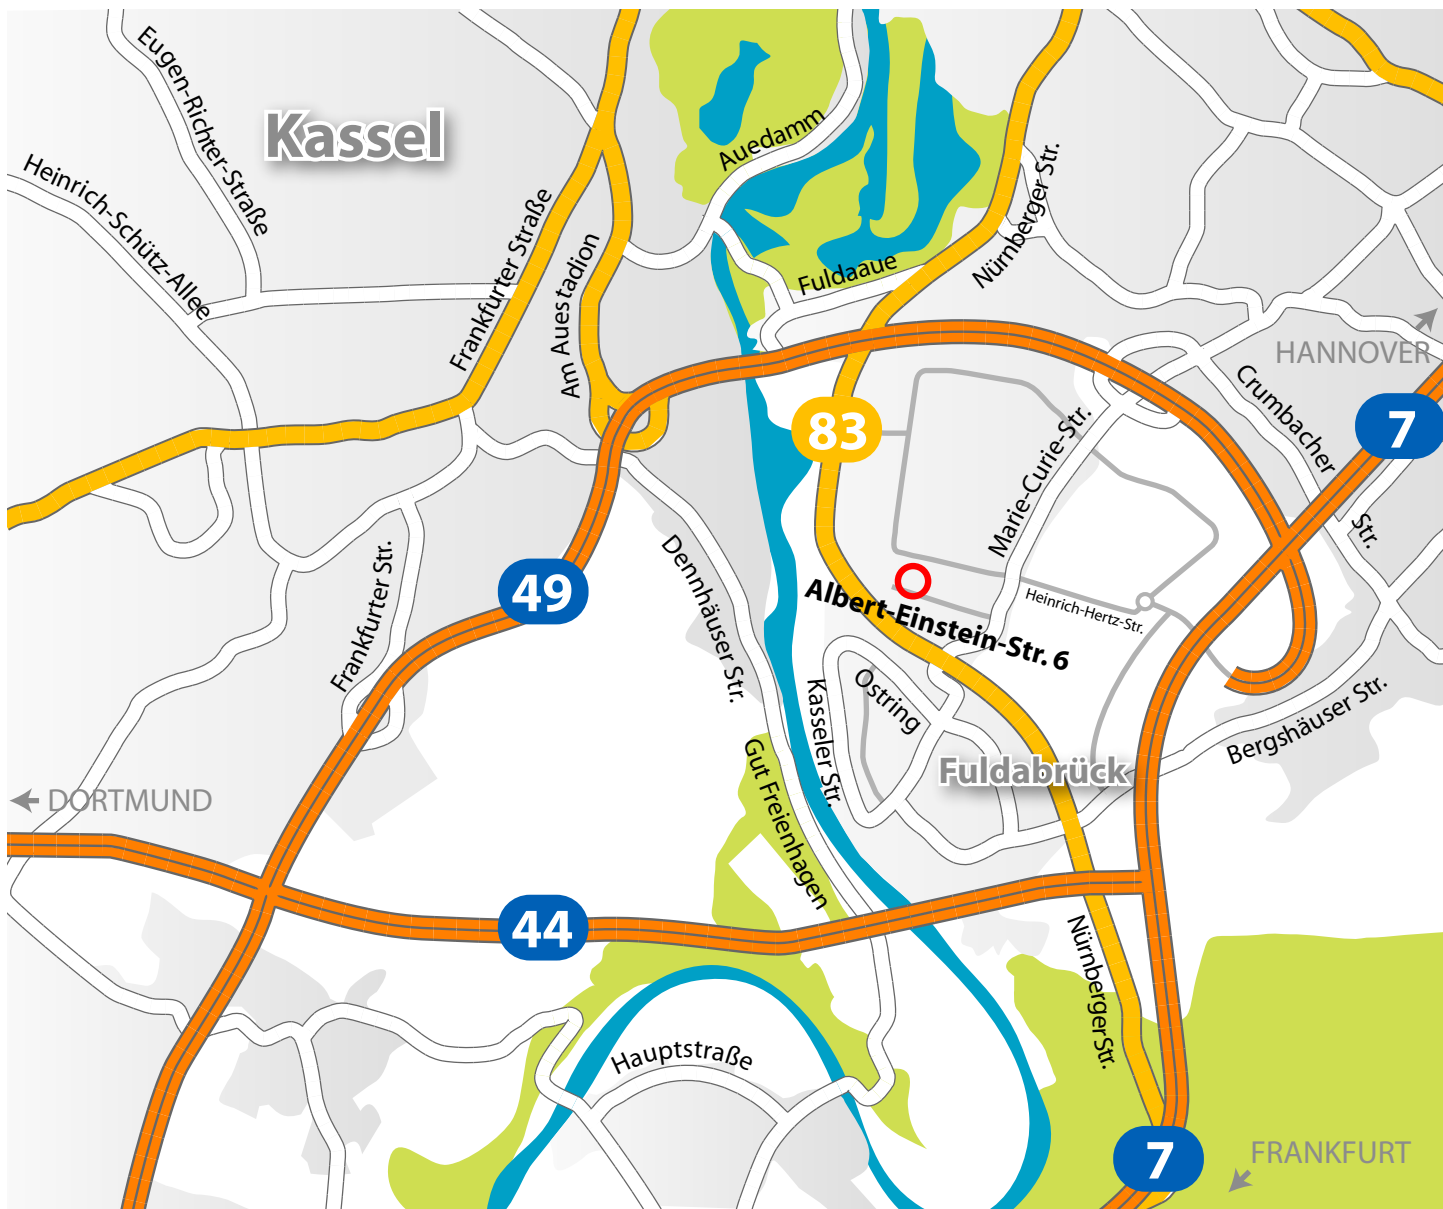 Eugen-Richter-Straße
Kassel
Heinrich-Schütz-Allee
Auedamm
Frankfurter Straße
Am Auestadion
Nürnberger Str.
Fuldaaue
HANNOVER
Crumbacher
Str.
7
83
Marie-Curie-Str.
49
Dennhäuser Str.
Frankfurter Str.
Albert-Einstein-Str. 6
Heinrich-Hertz-Str.
Ostring
Kasseler Str.
Bergshäuser Str.
Fuldabrück
Gut Freienhagen
DORTMUND
44
Nürnberger Str.
Hauptstraße
7
FRANKFURT